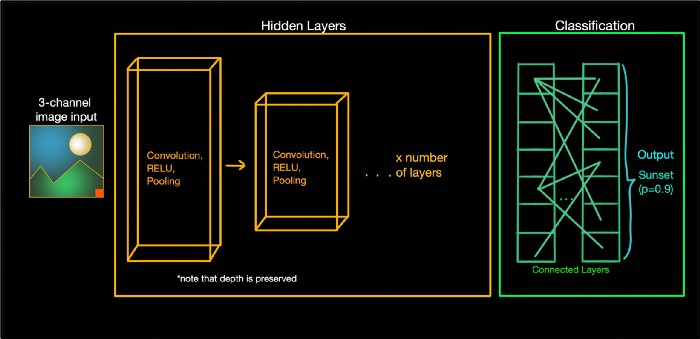 Hidden Layers
Classification
3-channel
image input
Convolution,
RELU,
Pooling
Convolution,
RELU,
Pooling
. . . x number
of layers
*note that depth is preserved
...
Output
Sunset
(p=0.9)
Connected Layers